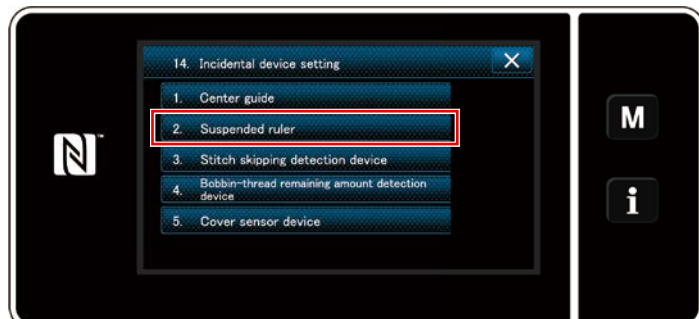 14. Incidental device setting
1. Center guide
2. Suspended ruler
3. Stitch skipping detection device
4. Bobbin-thread remaining amount detection
device
5. Cover sensor device
M
i